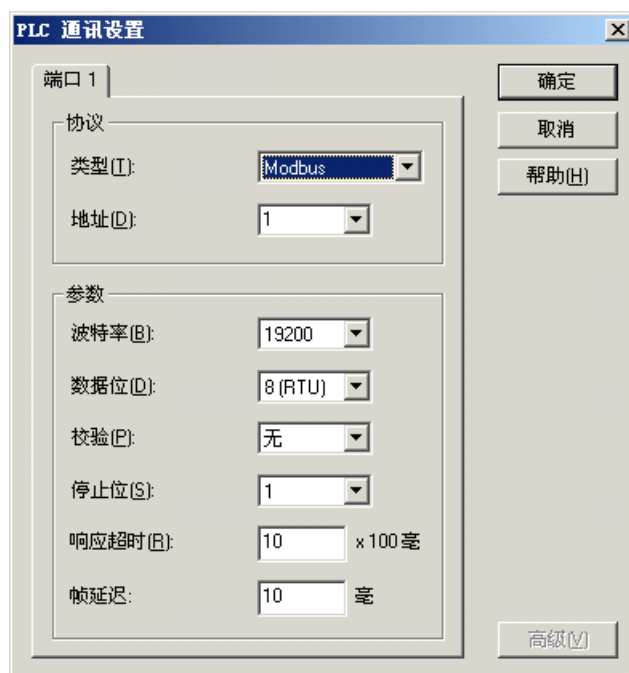 PLC 通讯设置
端口 1
确定
取消
帮助(H)
协议
类型(T): Modbus
地址(D): 1
参数
波特率(B): 19200
数据位(D): 8 (RTU)
校验(P): 无
停止位(S): 1
响应超时(R): 10 x 100 毫
帧延迟: 10 毫
高级(V)